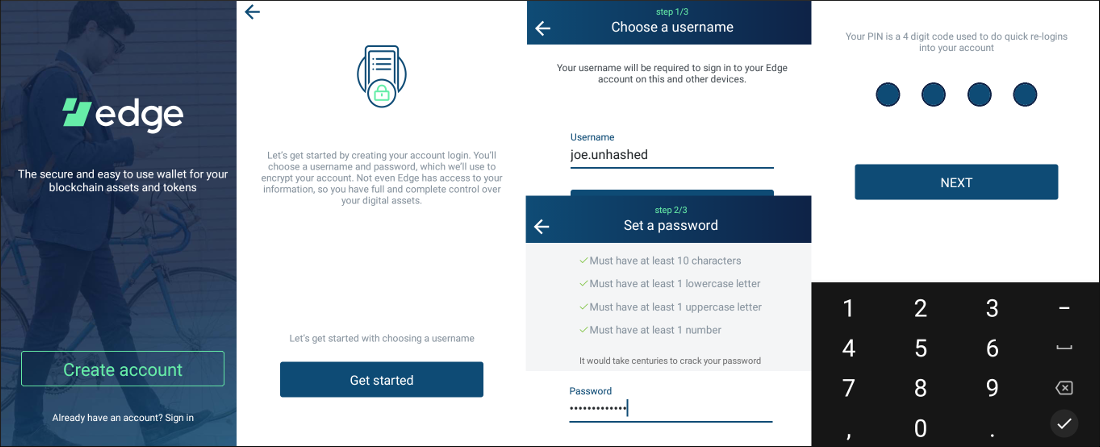 edge
The secure and easy to use wallet for your
blockchain assets and tokens
Create account
Already have an account? Sign in
Let's get started by creating your account login. You'll
choose a username and password, which we'll use to
encrypt your account. Not even Edge has access to your
information, so you have full and complete control over
your digital assets.
Let's get started with choosing a username
Get started
step 1/3
Choose a username
Your username will be required to sign in to your Edge
account on this and other devices.
Username
joe.unhashed
step 2/3
Set a password
Must have at least 10 characters
Must have at least 1 lowercase letter
Must have at least 1 uppercase letter
Must have at least 1 number
It would take centuries to crack your password
Password
•••••••••••••
Your PIN is a 4 digit code used to do quick re-logins
into your account
NEXT
1 2 3 –
4 5 6
7 8 9
, 0 .